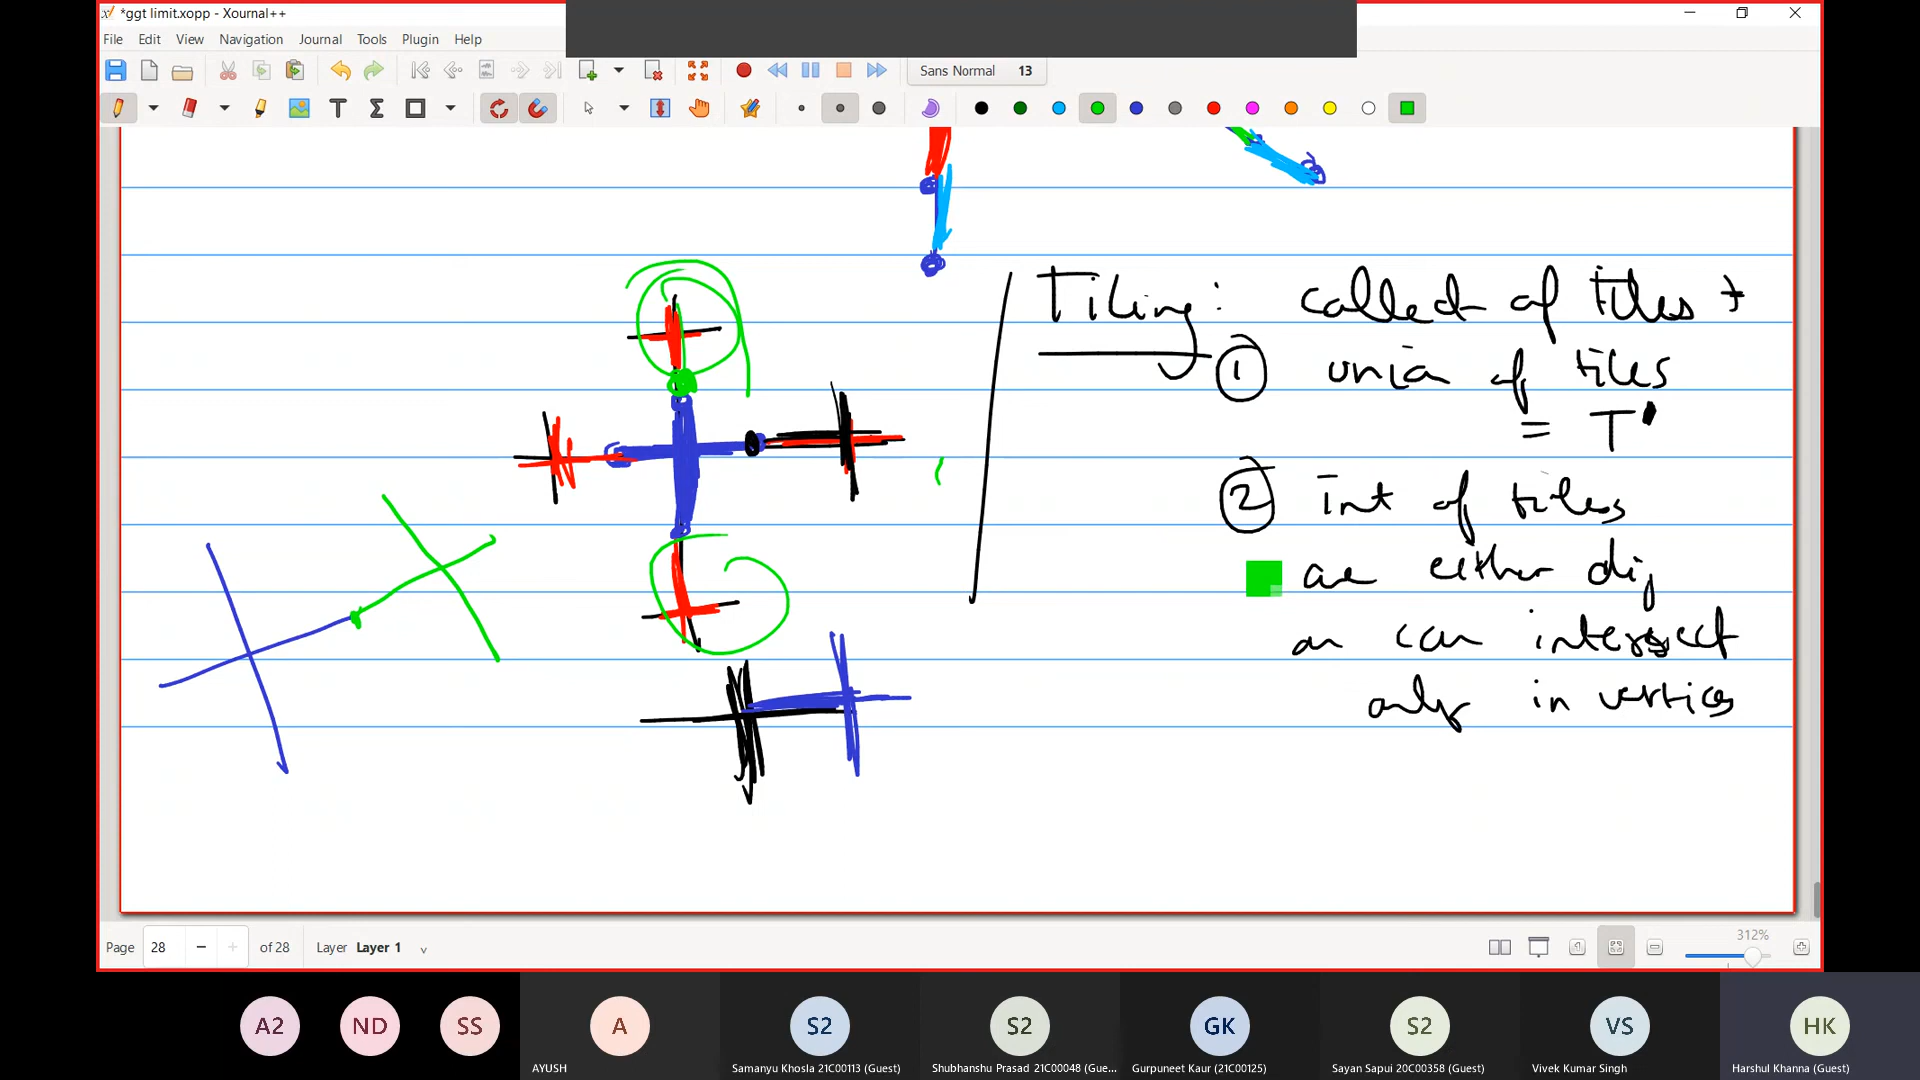 *ggt limit.xopp - Xournal++
File Edit View Navigation Journal Tools Plugin Help
Sans Normal 13
Tiling: collect of tiles +
① union of tiles
= T'
② int of tiles
are either disj
or can intersect
only in vertices
Page 28 of 28 Layer Layer 1 312%
A2 ND SS A S2 S2 GK S2 VS HK
AYUSH Samanyu Khosla 21C00113 (Guest) Shubhanshu Prasad 21C00048 (Gue... Gurpuneet Kaur (21C00125) Sayan Sapui 20C00358 (Guest) Vivek Kumar Singh Harshul Khanna (Guest)